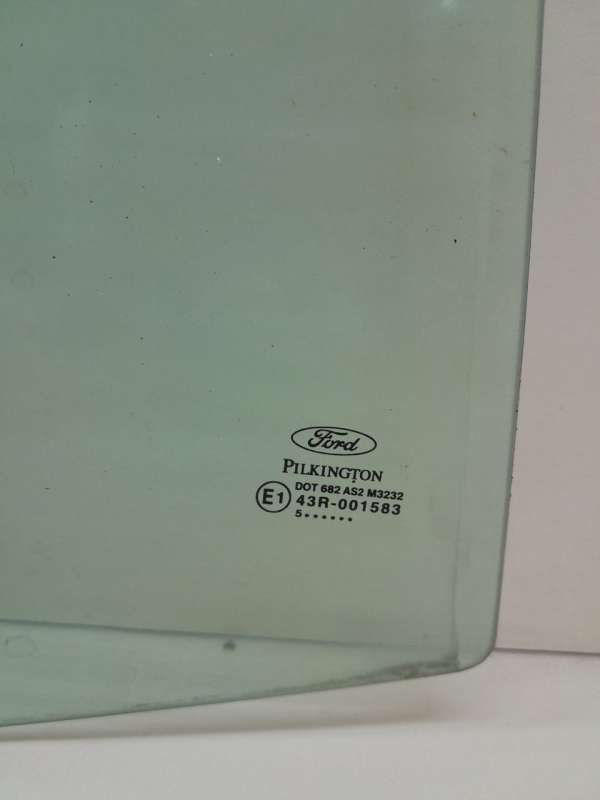 Ford
PILKINGTON
DOT 682 AS2 M3232
E1 43R-001583
5••••••